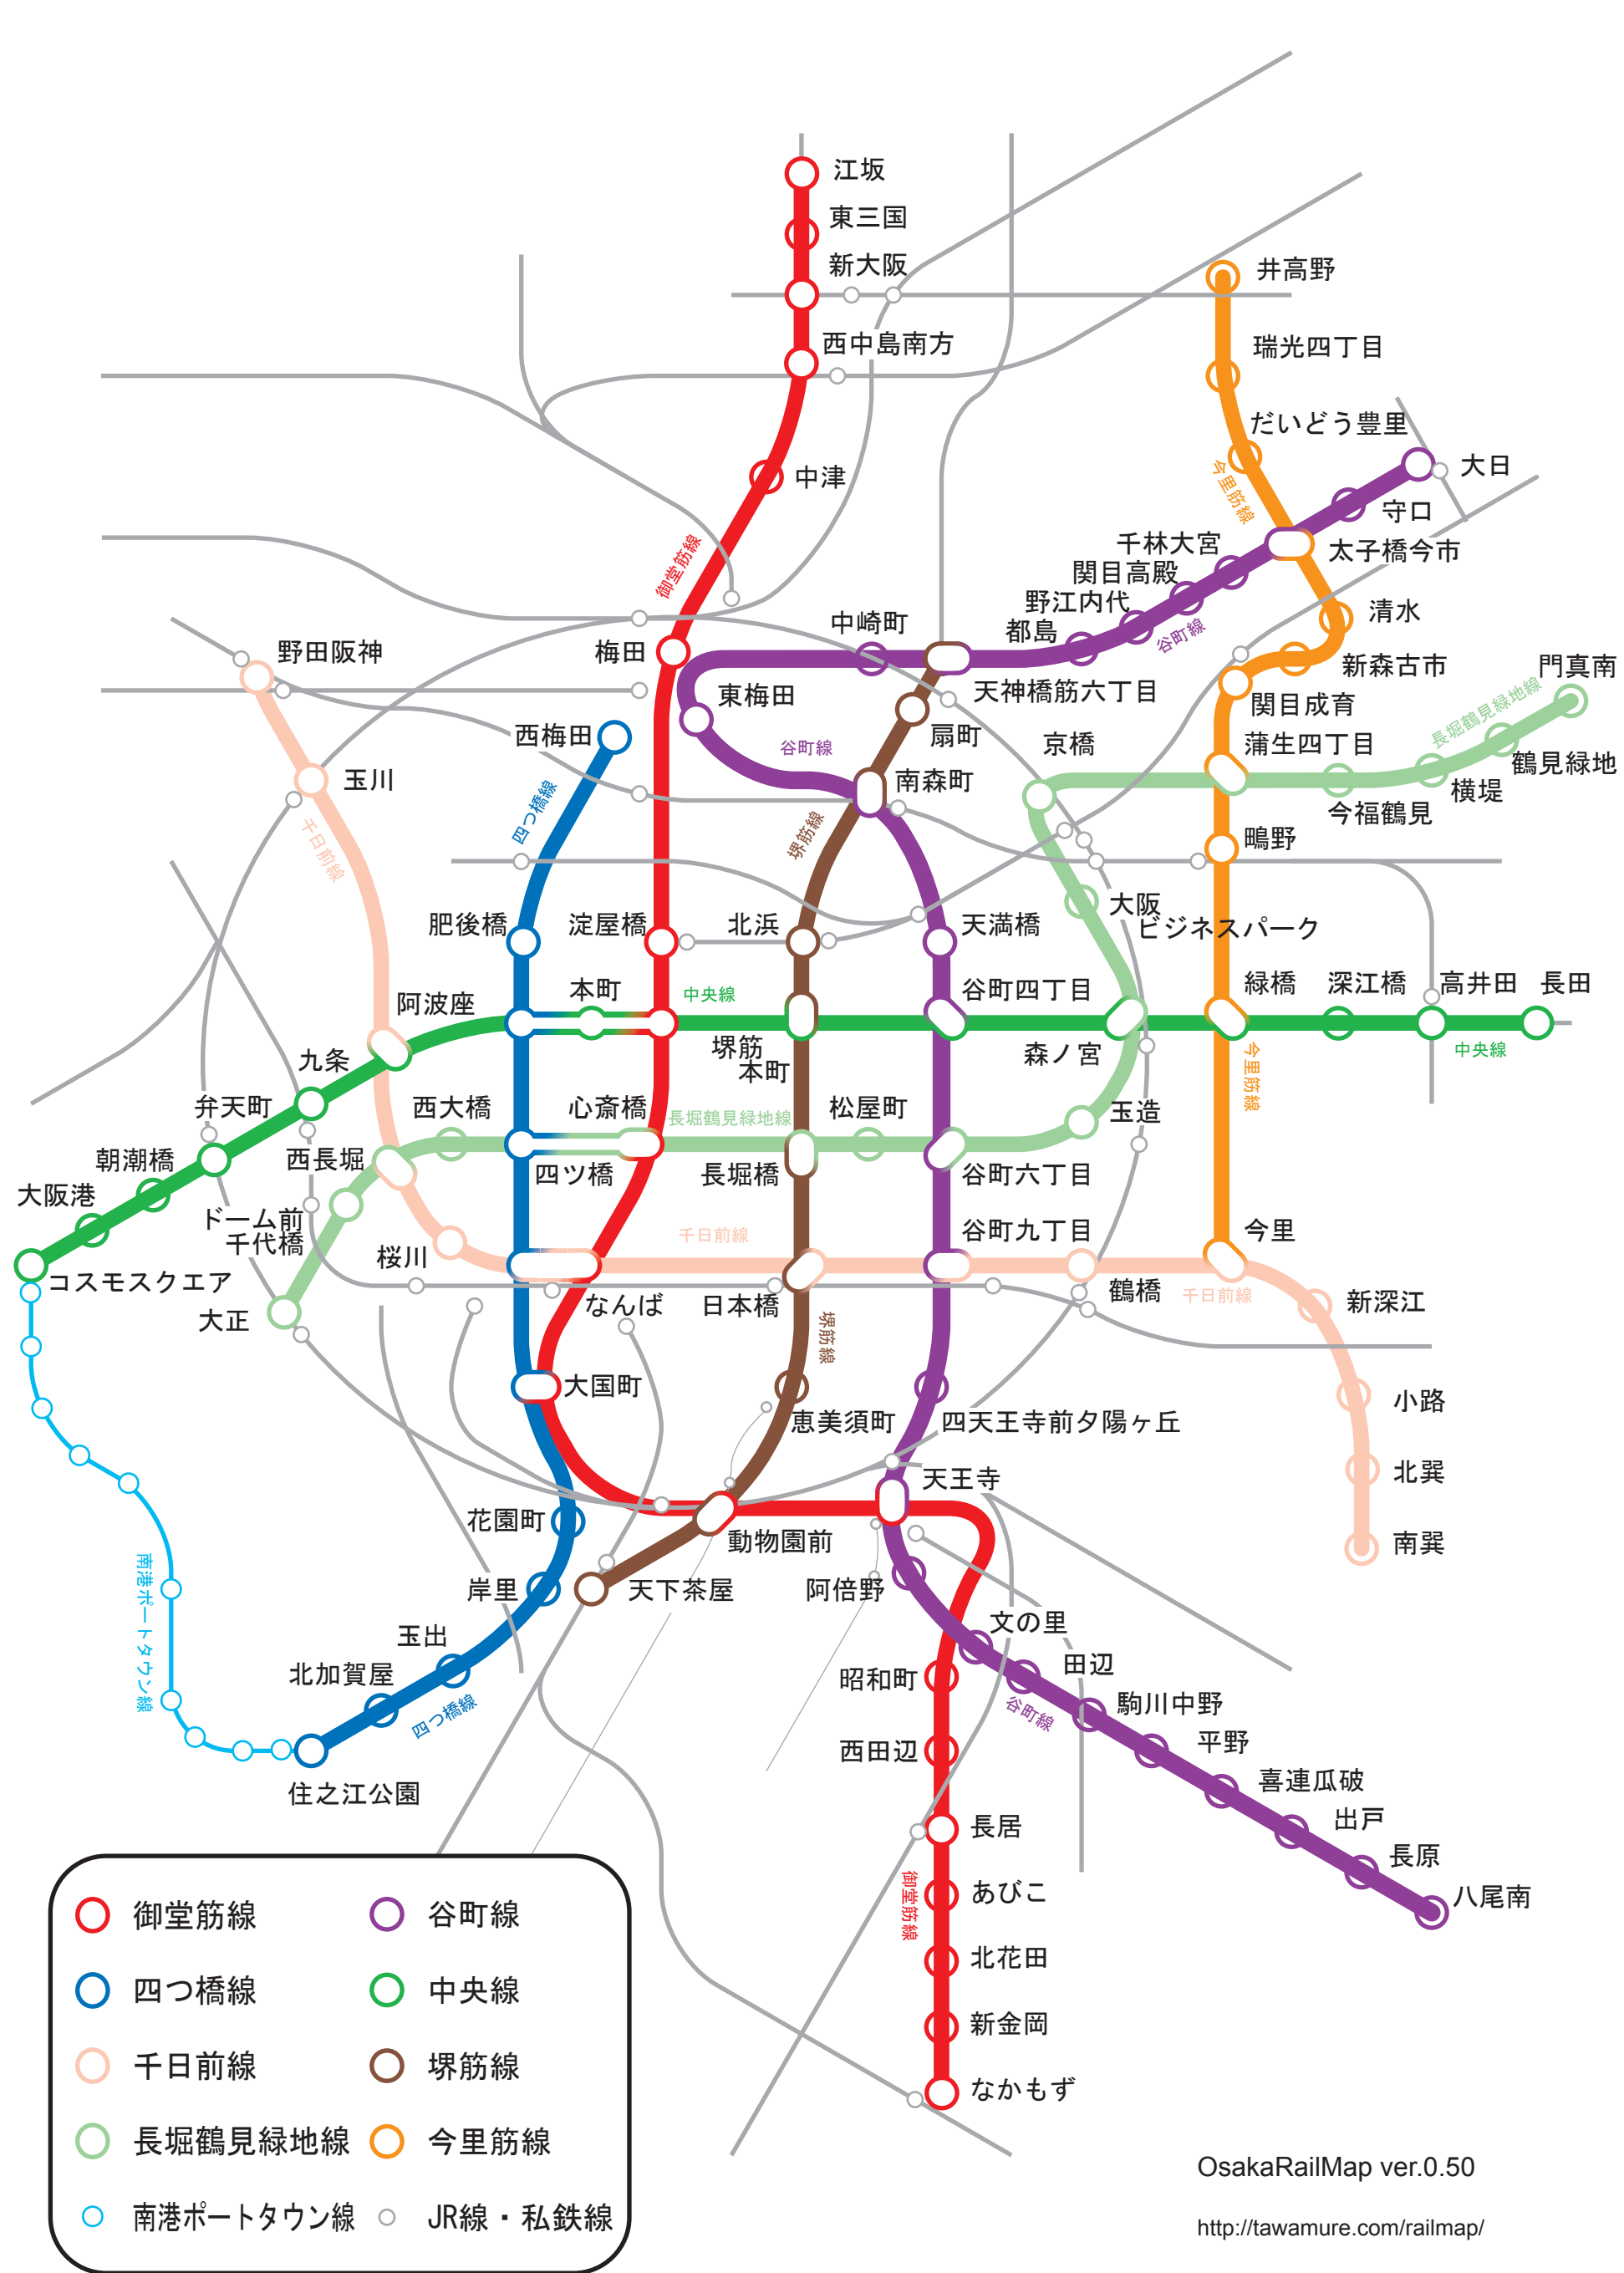 江坂
東三国
新大阪
井高野
西中島南方
瑞光四丁目
だいどう豊里
今里筋線
大日
中津
守口
千林大宮
太子橋今市
御堂筋線
関目高殿
野江内代
清水
中崎町
都島
谷町線
野田阪神
梅田
新森古市
門真南
東梅田
天神橋筋六丁目
関目成育
長堀鶴見緑地線
西梅田
谷町線
扇町
京橋
蒲生四丁目
鶴見緑地
玉川
南森町
横堤
四つ橋線
今福鶴見
千日前線
堺筋線
鴫野
大阪
ビジネスパーク
肥後橋
淀屋橋
北浜
天満橋
阿波座
本町
中央線
谷町四丁目
緑橋
深江橋
高井田
長田
九条
堺筋
本町
森ノ宮
今里筋線
中央線
弁天町
西大橋
心斎橋
長堀鶴見緑地線
松屋町
玉造
朝潮橋
西長堀
四ツ橋
長堀橋
谷町六丁目
大阪港
ドーム前
千代橋
桜川
千日前線
谷町九丁目
今里
コスモスクエア
大正
なんば
日本橋
鶴橋
千日前線
新深江
堺筋線
大国町
恵美須町
四天王寺前夕陽ヶ丘
小路
天王寺
北巽
花園町
動物園前
南巽
南港ポートタウン線
岸里
天下茶屋
阿倍野
玉出
文の里
北加賀屋
昭和町
田辺
四つ橋線
谷町線
駒川中野
西田辺
平野
住之江公園
喜連瓜破
長居
出戸
長原
御堂筋線
あびこ
八尾南
北花田
新金岡
なかもず
御堂筋線
谷町線
四つ橋線
中央線
千日前線
堺筋線
長堀鶴見緑地線
今里筋線
南港ポートタウン線
JR線・私鉄線
OsakaRailMap ver.0.50
http://tawamure.com/railmap/